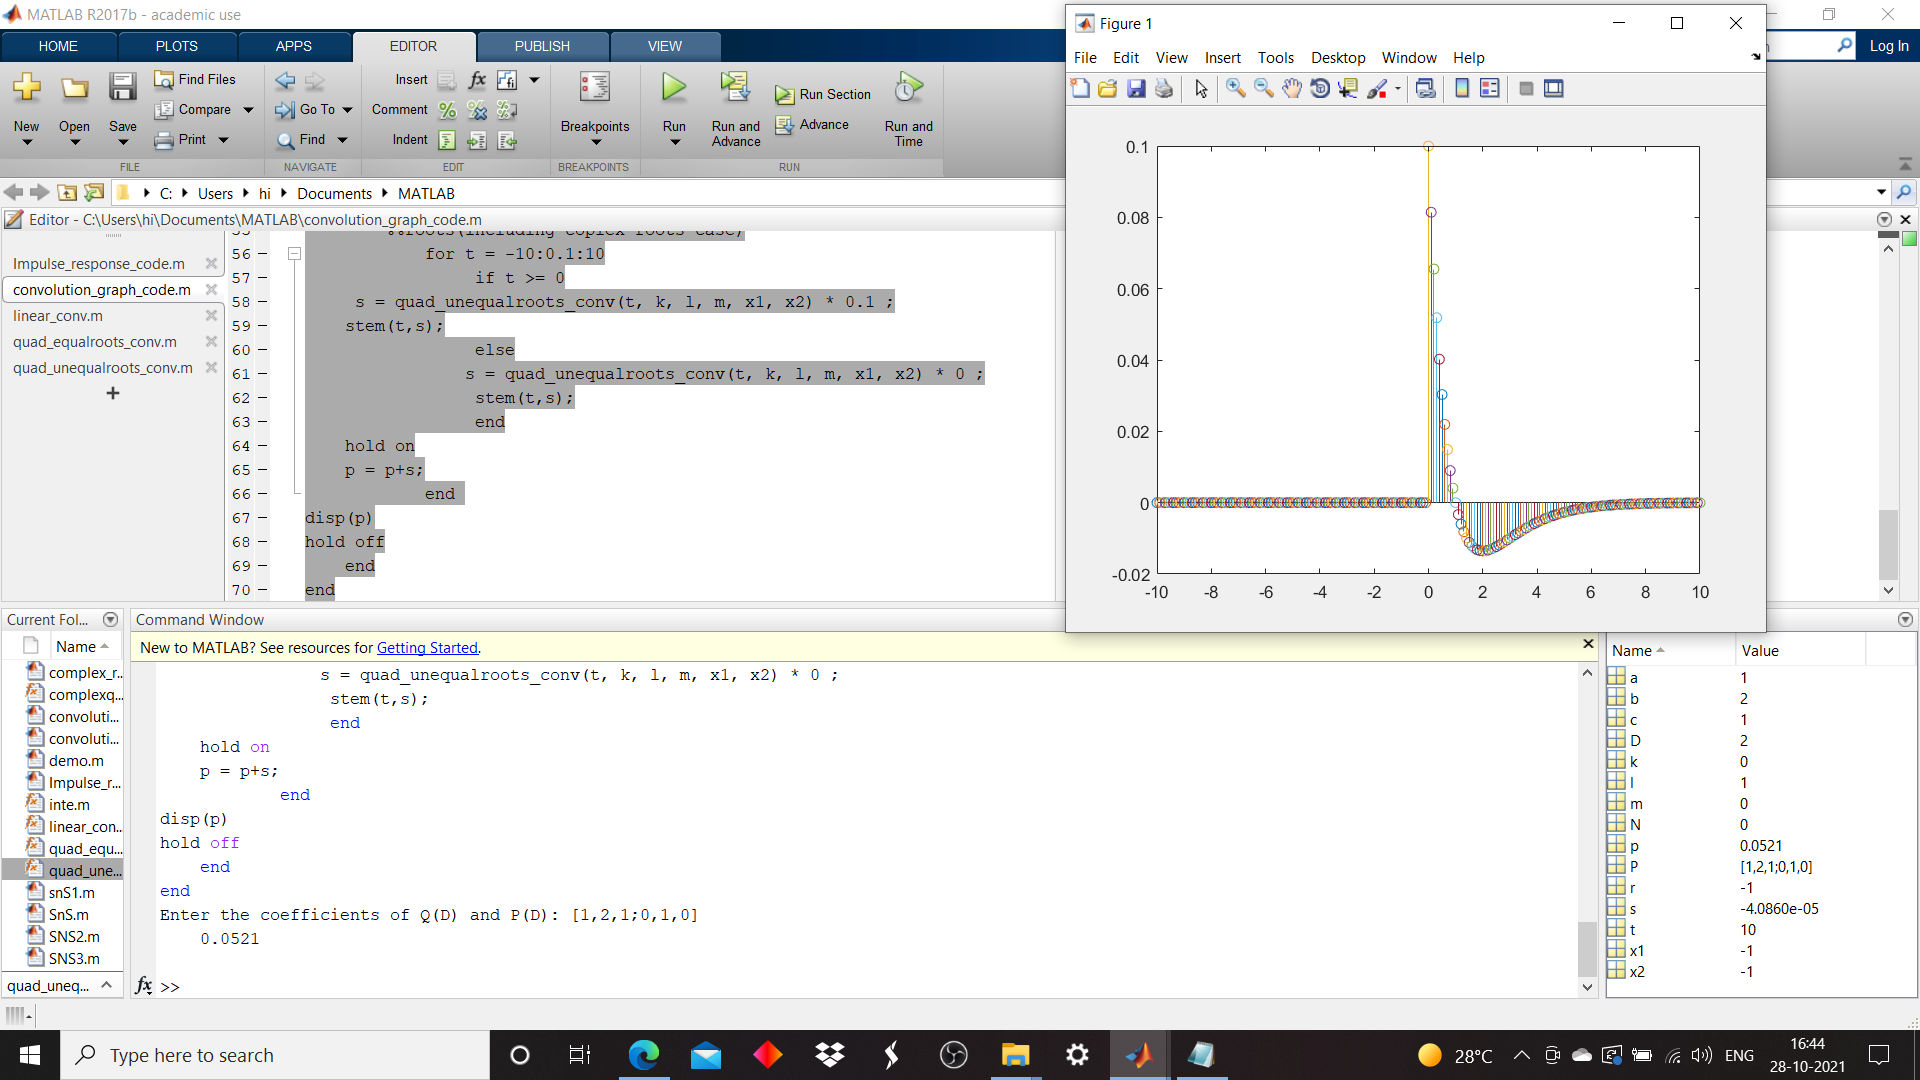 MATLAB R2017b - academic use
HOME PLOTS APPS EDITOR PUBLISH VIEW
Log In
New
Open
Save
Find Files
Compare
Print
FILE
Go To
Find
NAVIGATE
Insert
Comment
Indent
EDIT
Breakpoints
BREAKPOINTS
Run
Run and Advance
Run Section
Advance
Run and Time
RUN
C: Users hi Documents MATLAB
Editor - C:\Users\hi\Documents\MATLAB\convolution_graph_code.m
Impulse_response_code.m
convolution_graph_code.m
linear_conv.m
quad_equalroots_conv.m
quad_unequalroots_conv.m
56 for t = -10:0.1:10
57 if t >= 0
58 s = quad_unequalroots_conv(t, k, l, m, x1, x2) * 0.1 ;
59 stem(t,s);
60 else
61 s = quad_unequalroots_conv(t, k, l, m, x1, x2) * 0 ;
62 stem(t,s);
63 end
64 hold on
65 p = p+s;
66 end
67 disp(p)
68 hold off
69 end
70 end
Figure 1
File Edit View Insert Tools Desktop Window Help
0.1
0.08
0.06
0.04
0.02
0
-0.02
-10 -8 -6 -4 -2 0 2 4 6 8 10
Current Fol...
Name
complex_r...
complexq...
convoluti...
convoluti...
demo.m
Impulse_r...
inte.m
linear_con...
quad_equ...
quad_une...
snS1.m
SnS.m
SNS2.m
SNS3.m
quad_uneq...
Command Window
New to MATLAB? See resources for Getting Started.
s = quad_unequalroots_conv(t, k, l, m, x1, x2) * 0 ;
stem(t,s);
end
hold on
p = p+s;
end
disp(p)
hold off
end
end
Enter the coefficients of Q(D) and P(D): [1,2,1;0,1,0]
0.0521
fx >>
Name Value
a 1
b 2
c 1
D 2
k 0
l 1
m 0
N 0
p 0.0521
P [1,2,1;0,1,0]
r -1
s -4.0860e-05
t 10
x1 -1
x2 -1
Type here to search
28°C
ENG
16:44
28-10-2021